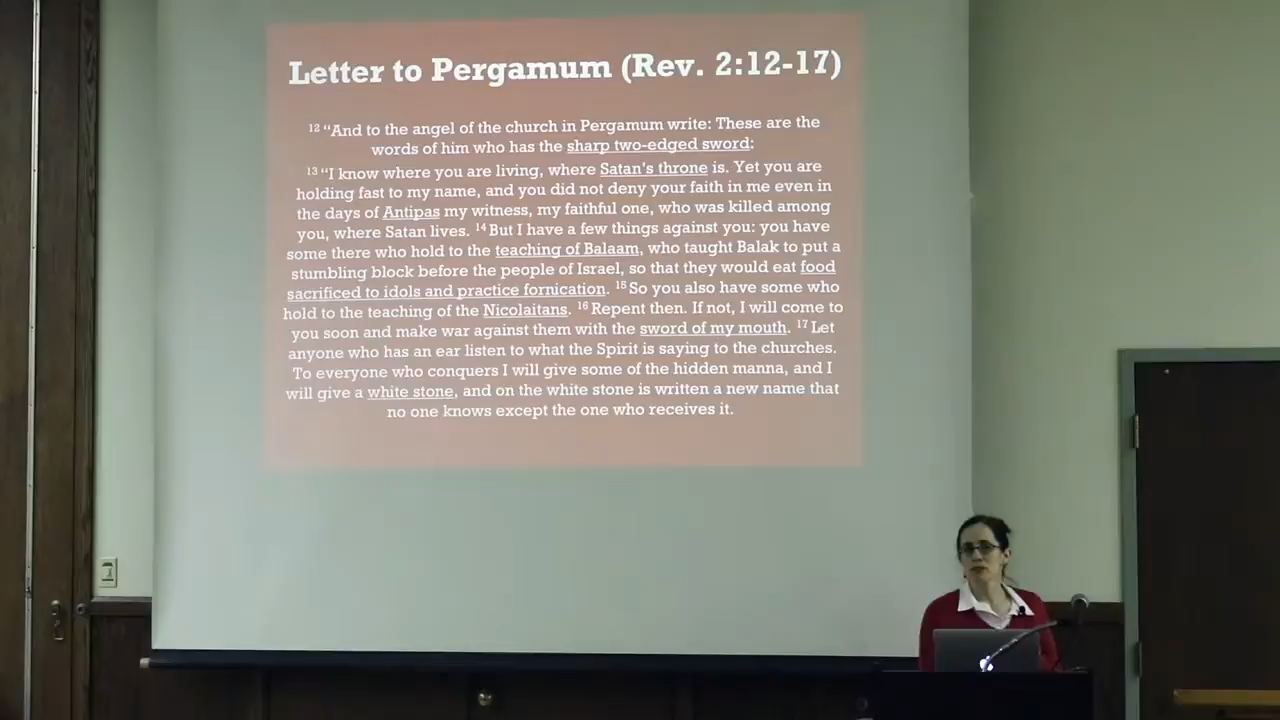 Letter to Pergamum (Rev. 2:12-17)
12 “And to the angel of the church in Pergamum write: These are the
words of him who has the sharp two-edged sword:
13 “I know where you are living, where Satan's throne is. Yet you are
holding fast to my name, and you did not deny your faith in me even in
the days of Antipas my witness, my faithful one, who was killed among
you, where Satan lives. 14 But I have a few things against you: you have
some there who hold to the teaching of Balaam, who taught Balak to put a
stumbling block before the people of Israel, so that they would eat food
sacrificed to idols and practice fornication. 15 So you also have some who
hold to the teaching of the Nicolaitans. 16 Repent then. If not, I will come to
you soon and make war against them with the sword of my mouth. 17 Let
anyone who has an ear listen to what the Spirit is saying to the churches.
To everyone who conquers I will give some of the hidden manna, and I
will give a white stone, and on the white stone is written a new name that
no one knows except the one who receives it.